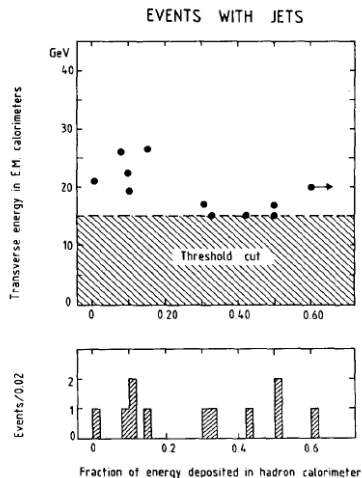 EVENTS WITH JETS
GeV
40
30
20
10
0
Transverse energy in E.M. calorimeters
Threshold cut
0 0.20 0.40 0.60
2
1
0
Events/0.02
0 0.2 0.4 0.60
Fraction of energy deposited in hadron calorimeter